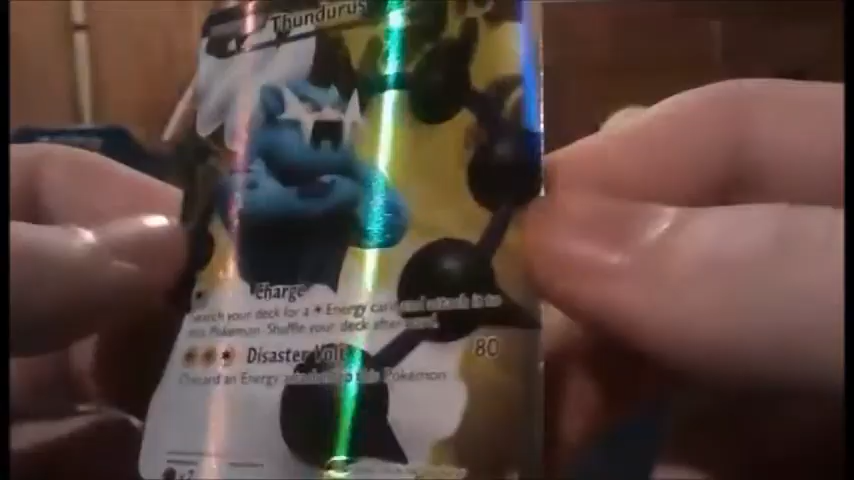 Thundurus
Charge
Search your deck for a Energy card and attach it to
this Pokémon. Shuffle your deck afterward.
Disaster Volt 80
Discard an Energy attached to this Pokémon.
x2